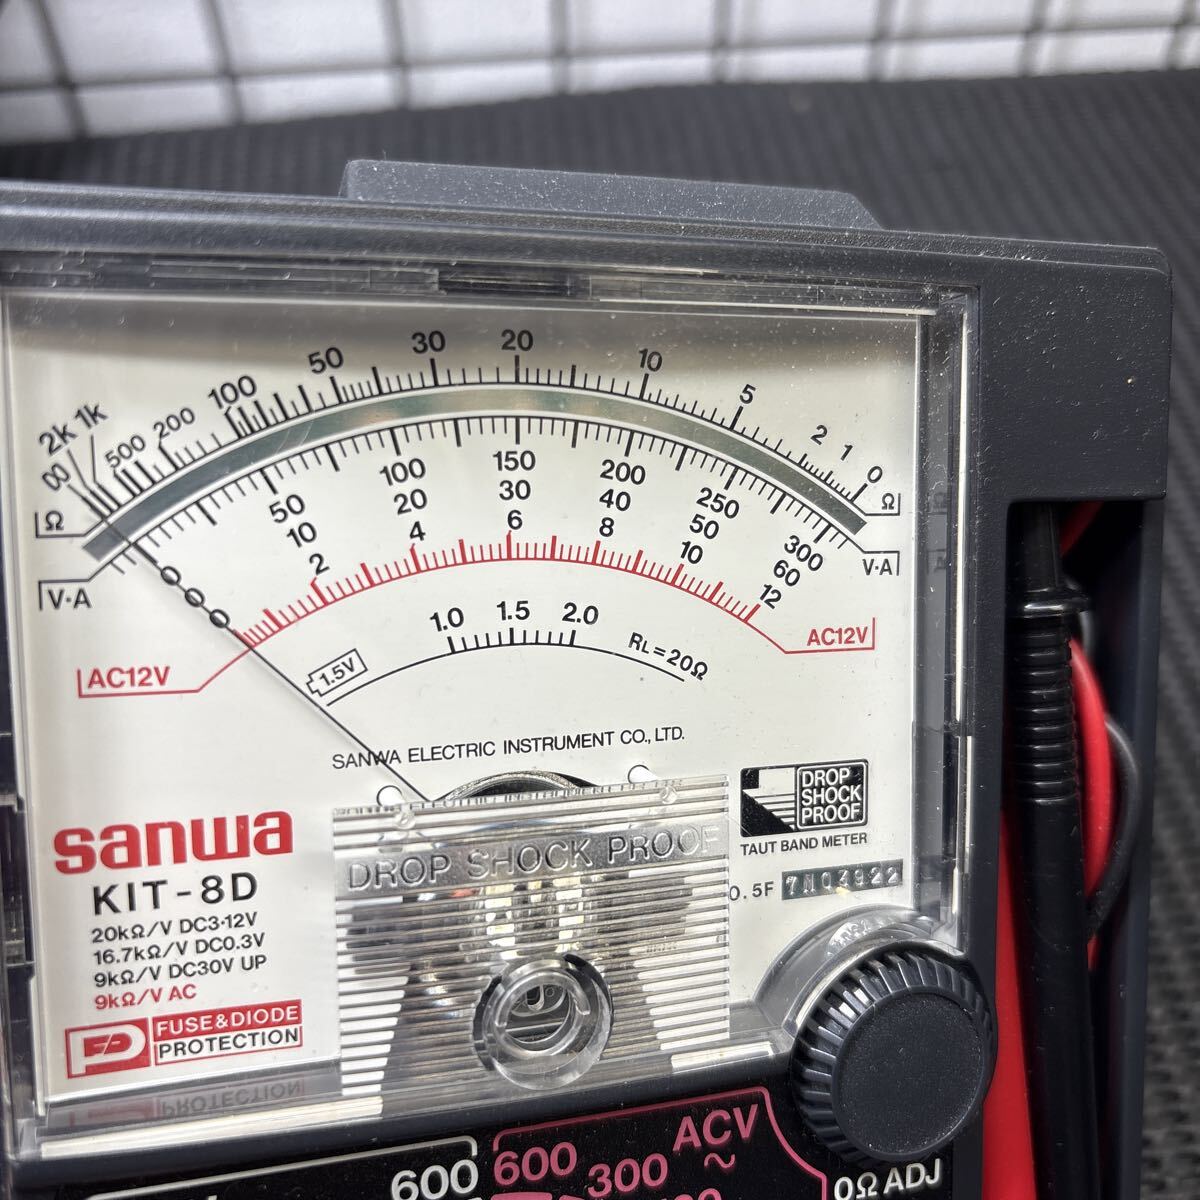 ∞ 2k 1k 500 200 100 50 30 20 10 5 2 1 0
Ω Ω
0 50 100 150 200 250 300
V·A V·A
0 10 20 30 40 50 60
0 2 4 6 8 10 12
AC12V AC12V
1.5V 1.0 1.5 2.0 RL=20Ω
SANWA ELECTRIC INSTRUMENT CO., LTD.
sanwa
KIT-8D
20kΩ/V DC3·12V
16.7kΩ/V DC0.3V
9kΩ/V DC30V UP
9kΩ/V AC
FUSE&DIODE
PROTECTION
DROP SHOCK PROOF
DROP
SHOCK
PROOF
TAUT BAND METER
0.5F
ACV
~
600 600 300
0Ω ADJ